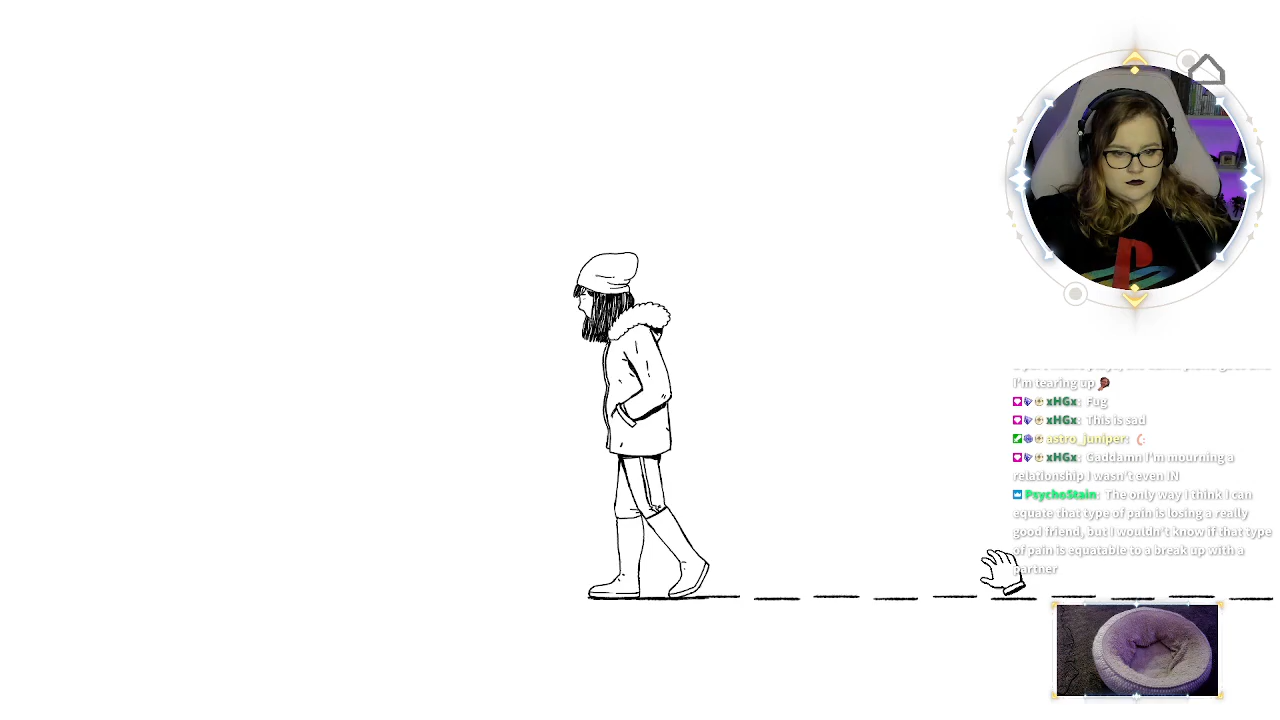 I'm tearing up
xHGx: Fug
xHGx: This is sad
astro_juniper: (:
xHGx: Gaddamn I'm mourning a
relationship I wasn't even IN
PsychoStain: The only way I think I can
equate that type of pain is losing a really
good friend, but I wouldn't know if that type
of pain is equatable to a break up with a
partner